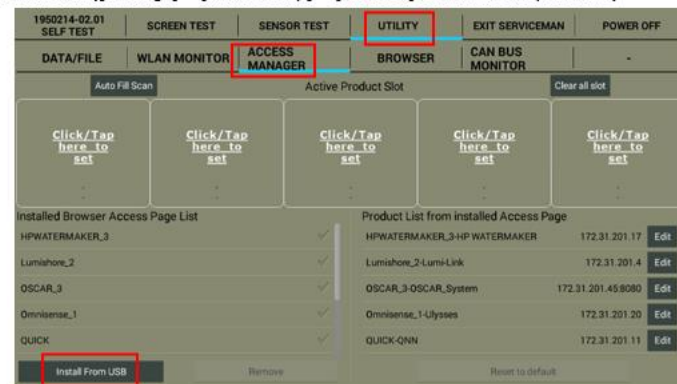 1950214-02.01
SELF TEST
SCREEN TEST
SENSOR TEST
UTILITY
EXIT SERVICEMAN
POWER OFF
DATA/FILE
WLAN MONITOR
ACCESS
MANAGER
BROWSER
CAN BUS
MONITOR
-
Auto Fill Scan
Active Product Slot
Clear all slot
Click/Tap
here to
set
Click/Tap
here to
set
Click/Tap
here to
set
Click/Tap
here to
set
Click/Tap
here to
set
Installed Browser Access Page List
Product List from installed Access Page
HPWATERMAKER_3
HPWATERMAKER_3-HP WATERMAKER 172.31.201.17 Edit
Lumishore_2
Lumishore_2-Lumi-Link 172.31.201.4 Edit
OSCAR_3
OSCAR_3-OSCAR_System 172.31.201.45:8080 Edit
Omnisense_1
Omnisense_1-Ulysses 172.31.201.20 Edit
QUICK
QUICK-QNN 172.31.201.11 Edit
Install From USB
Remove
Reset to default